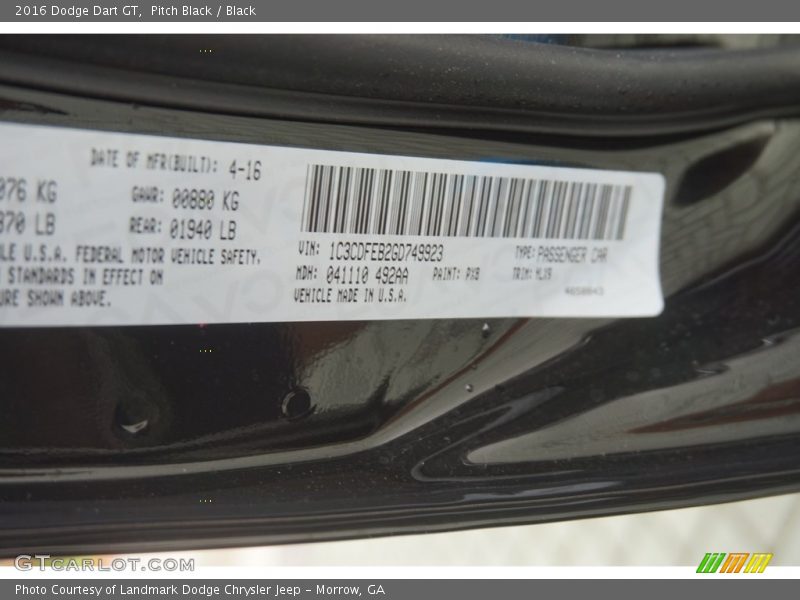 2016 Dodge Dart GT, Pitch Black / Black
DATE OF MFR(BUILT): 4-16
076 KG GAWR: 00880 KG
870 LB REAR: 01940 LB
LE U.S.A. FEDERAL MOTOR VEHICLE SAFETY.
STANDARDS IN EFFECT ON
URE SHOWN ABOVE.
VIN: 1C3CDFEB2GD749923 TYPE: PASSENGER CAR
MDH: 041110 492AA PAINT: PX8 TRIM: HLX9
VEHICLE MADE IN U.S.A.
GTCARLOT.COM
Photo Courtesy of Landmark Dodge Chrysler Jeep – Morrow, GA